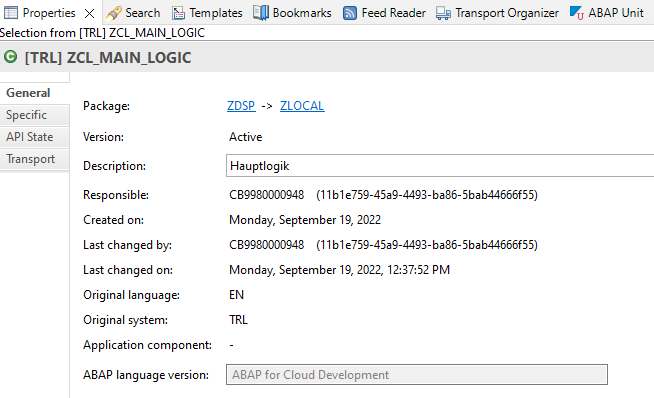 Properties Search Templates Bookmarks Feed Reader Transport Organizer ABAP Unit
Selection from [TRL] ZCL_MAIN_LOGIC
[TRL] ZCL_MAIN_LOGIC
General
Specific
API State
Transport
Package: ZDSP -> ZLOCAL
Version: Active
Description: Hauptlogik
Responsible: CB9980000948 (11b1e759-45a9-4493-ba86-5bab44666f55)
Created on: Monday, September 19, 2022
Last changed by: CB9980000948 (11b1e759-45a9-4493-ba86-5bab44666f55)
Last changed on: Monday, September 19, 2022, 12:37:52 PM
Original language: EN
Original system: TRL
Application component: -
ABAP language version: ABAP for Cloud Development